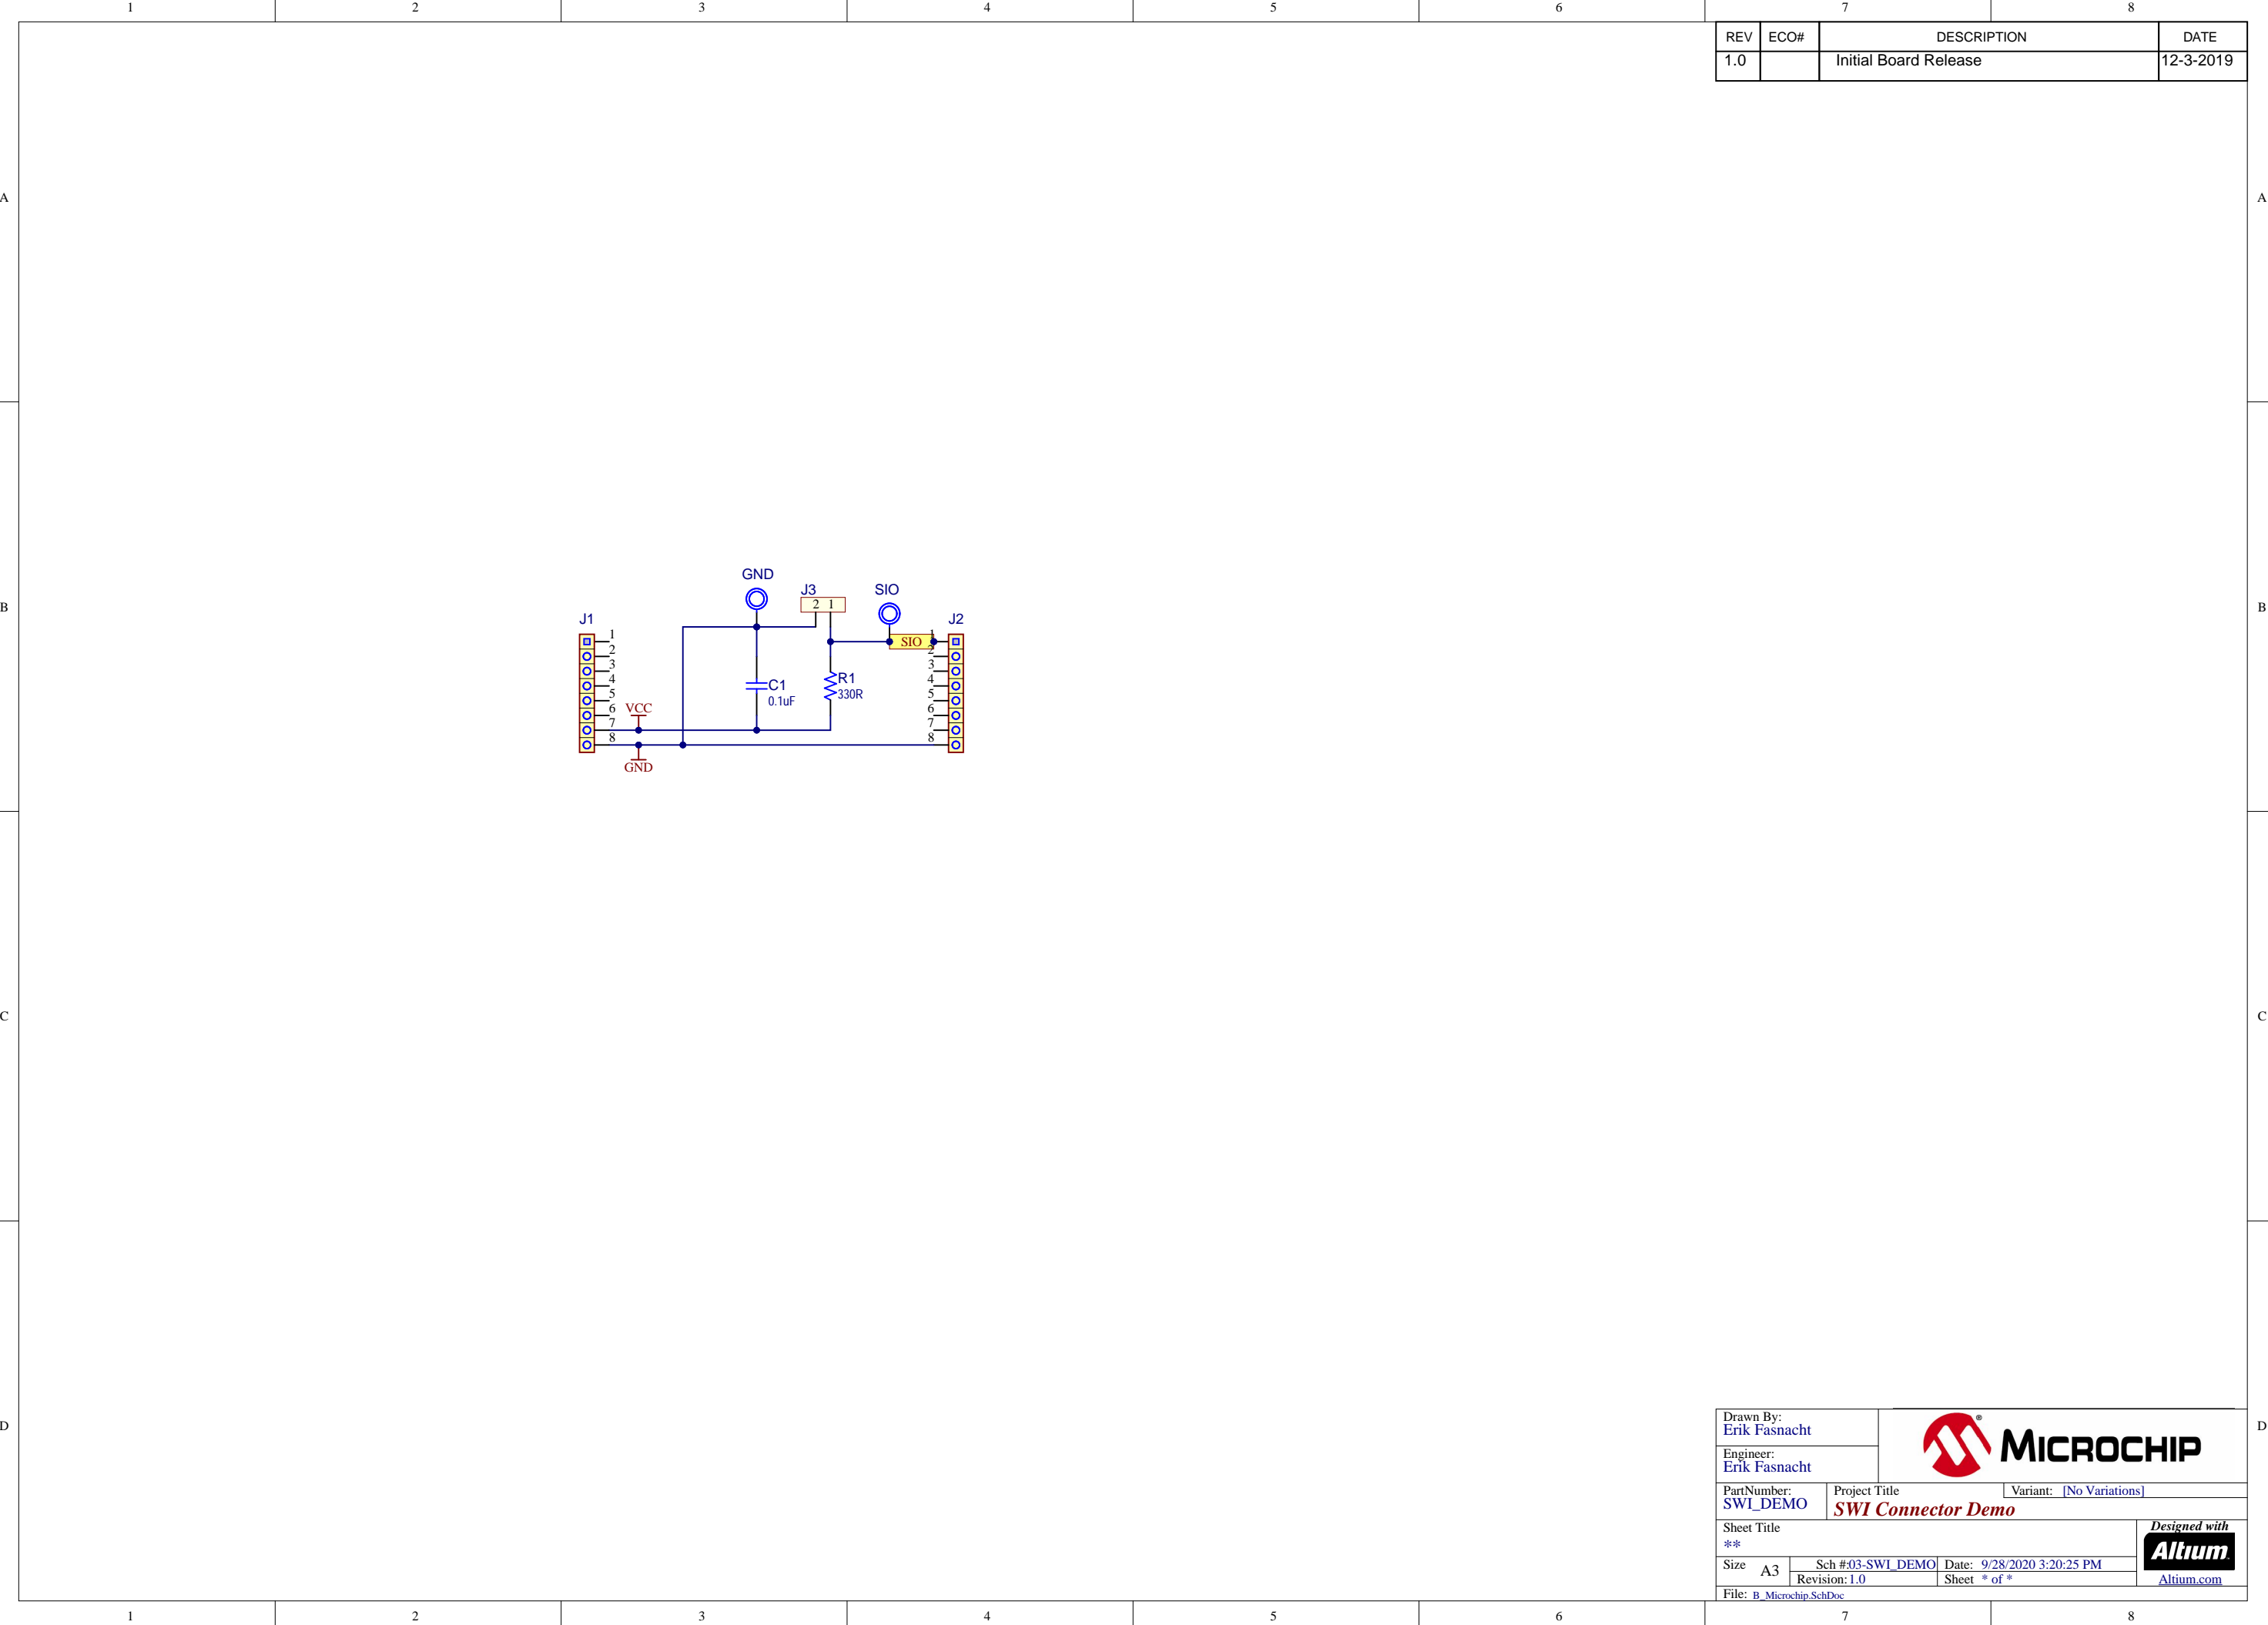 1 2 3 4 5 6 7 8
REV ECO# DESCRIPTION DATE
1.0 Initial Board Release 12-3-2019
A A
B B
GND
J3 SIO
2 1
J1 J2
1 SIO 1
2 2
3 3
4 C1 R1 4
5 0.1uF 330R 5
6 VCC 6
7 7
8 8
GND
C C
D D
Drawn By:
Erik Fasnacht
Engineer:
Erik Fasnacht
MICROCHIP ®
PartNumber: Project Title Variant: [No Variations]
SWI_DEMO SWI Connector Demo
Sheet Title Designed with
** Altium
Size A3 Sch #:03-SWI_DEMO Date: 9/28/2020 3:20:25 PM
Revision: 1.0 Sheet * of * Altium.com
File: B_Microchip.SchDoc
1 2 3 4 5 6 7 8